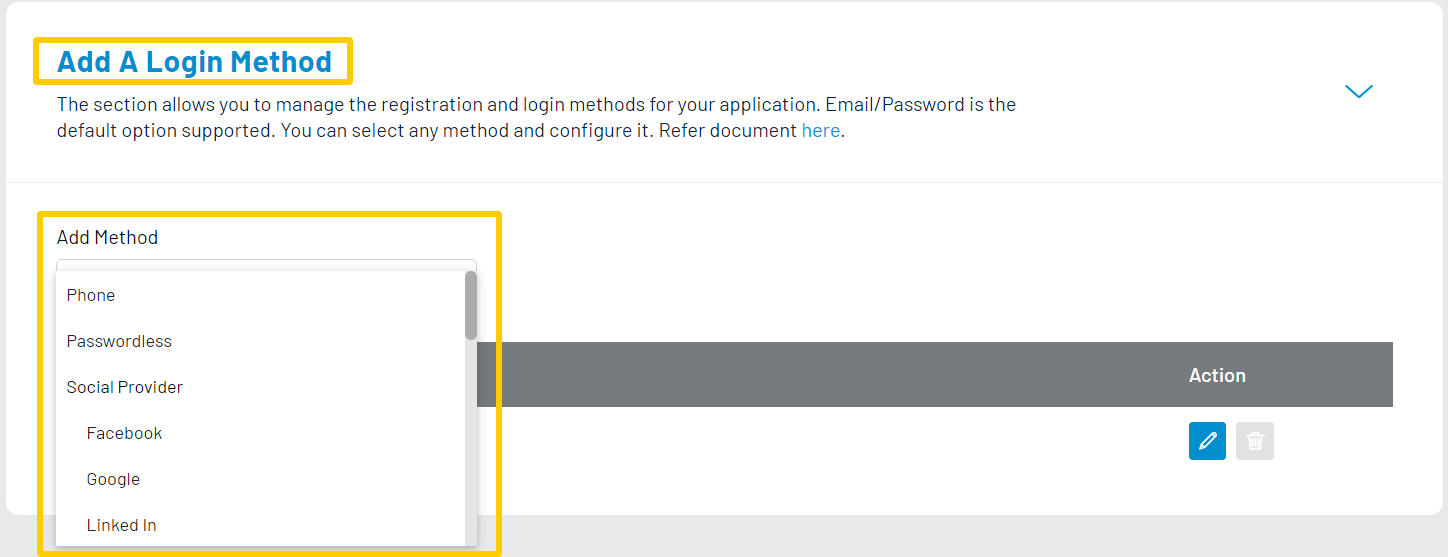 Add A Login Method
The section allows you to manage the registration and login methods for your application. Email/Password is the
default option supported. You can select any method and configure it. Refer document here.
Add Method
Phone
Passwordless
Social Provider
Facebook
Google
Linked In
Action